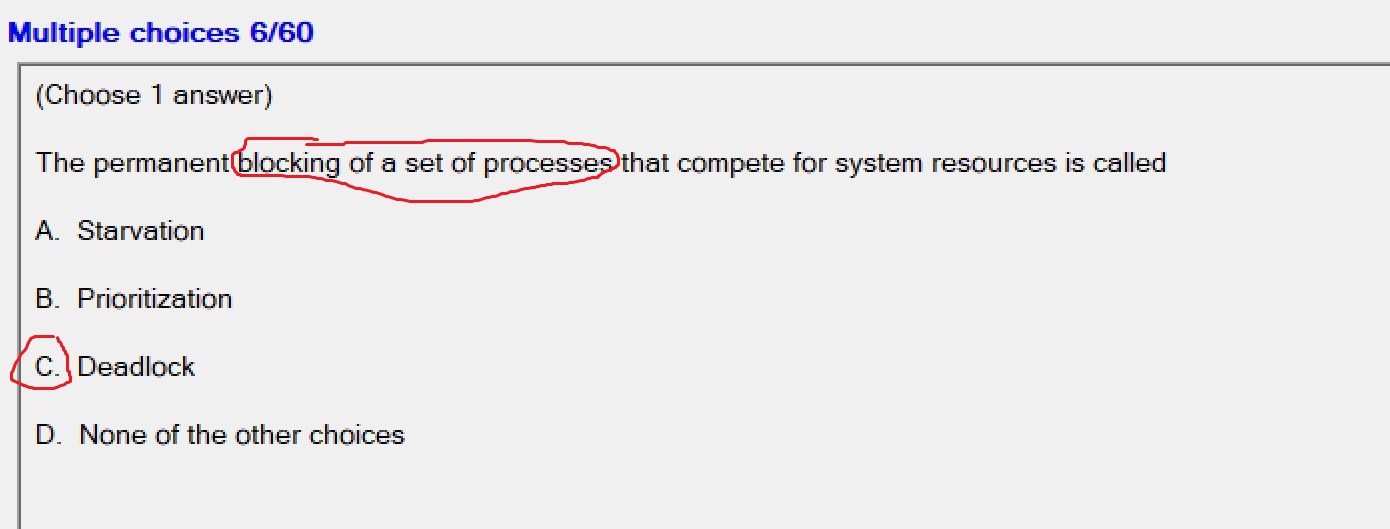 Multiple choices 6/60
(Choose 1 answer)
The permanent blocking of a set of processes that compete for system resources is called
A. Starvation
B. Prioritization
C. Deadlock
D. None of the other choices